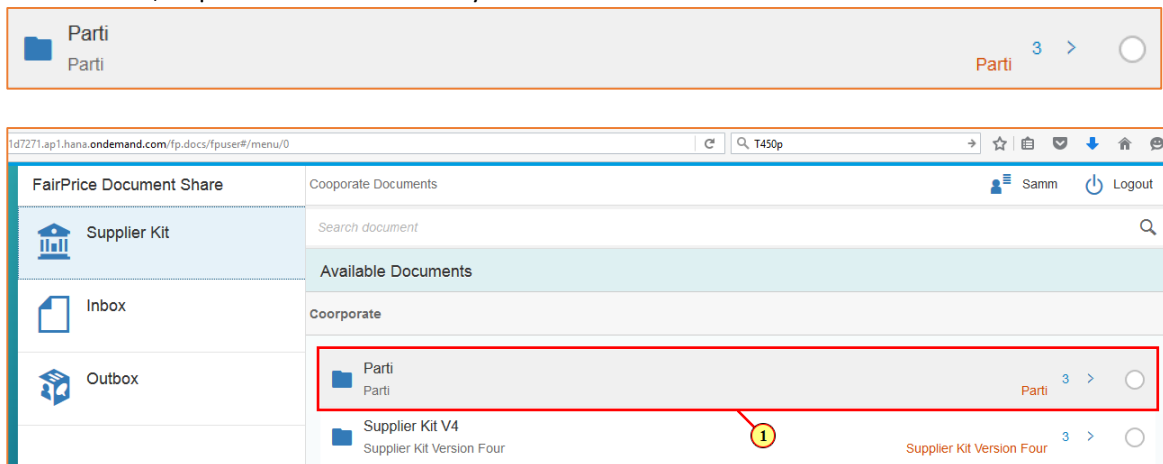 Parti
Parti
Parti 3 >
1d7271.ap1.hana.ondemand.com/fp.docs/fpuser#/menu/0
T450p
FairPrice Document Share
Cooporate Documents
Samm
Logout
Supplier Kit
Search document
Available Documents
Inbox
Coorporate
Outbox
Parti
Parti
Parti 3 >
1
Supplier Kit V4
Supplier Kit Version Four
Supplier Kit Version Four 3 >